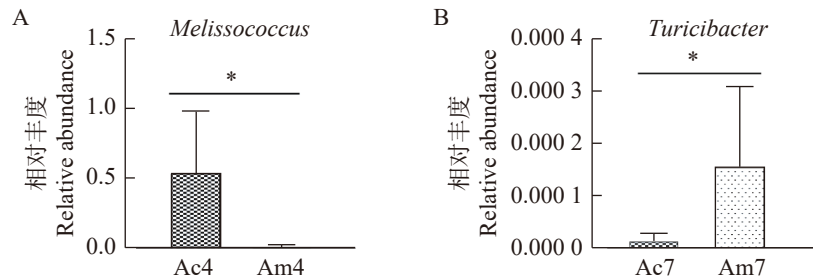 A
Melissococcus
相对丰度
Relative abundance
1.5
1.0
0.5
0.0
*
Ac4 Am4
B
Turicibacter
相对丰度
Relative abundance
0.000 4
0.000 3
0.000 2
0.000 1
0.000 0
*
Ac7 Am7